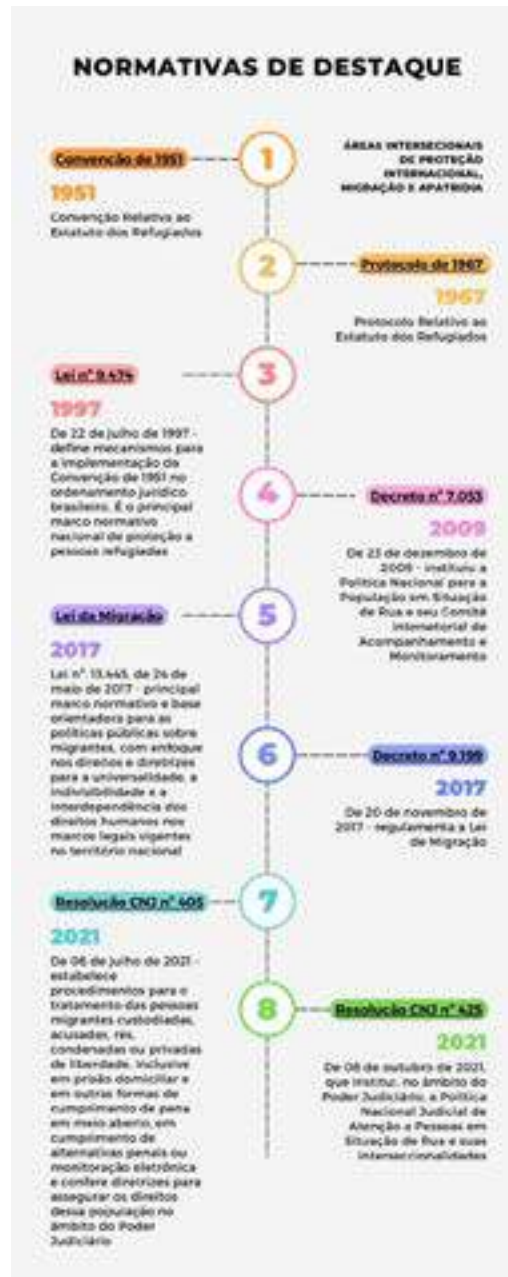 NORMATIVAS DE DESTAQUE
1
Convenção de 1951
1951
Convenção Relativa ao
Estatuto dos Refugiados
ÁREAS INTERSECIONAIS
DE PROTEÇÃO
INTERNACIONAL,
MIGRAÇÃO E APATRIDIA
2
Protocolo de 1967
1967
Protocolo Relativo ao
Estatuto dos Refugiados
3
Lei nº 9.474
1997
De 22 de julho de 1997 -
define mecanismos para
a implementação da
Convenção de 1951 no
ordenamento jurídico
brasileiro. É o principal
marco normativo
nacional de proteção a
pessoas refugiadas
4
Decreto nº 7.053
2009
De 23 de dezembro de
2009 - instituiu a
Política Nacional para a
População em Situação
de Rua e seu Comitê
Intersetorial de
Acompanhamento e
Monitoramento
5
Lei da Migração
2017
Lei nº. 13.445, de 24 de
maio de 2017 - principal
marco normativo e base
orientadora para as
políticas públicas sobre
migrantes, com enfoque
nos direitos e diretrizes
para a universalidade, a
indivisibilidade e a
interdependência dos
direitos humanos nos
marcos legais vigentes
no território nacional
6
Decreto nº 9.199
2017
De 20 de novembro de
2017 - regulamenta a Lei
de Migração
7
Resolução CNJ nº 405
2021
De 06 de julho de 2021 -
estabelece
procedimentos para o
tratamento das pessoas
migrantes custodiadas,
acusadas, rés,
condenadas ou privadas
de liberdade, inclusive
em prisão domiciliar e
em outras formas de
cumprimento de pena
em meio aberto, em
cumprimento de
alternativas penais ou
monitoração eletrônica
e confere diretrizes para
assegurar os direitos
dessa população no
âmbito do Poder
Judiciário
8
Resolução CNJ nº 425
2021
De 08 de outubro de 2021,
que institui, no âmbito do
Poder Judiciário, a Política
Nacional Judicial de
Atenção a Pessoas em
Situação de Rua e suas
interseccionalidades